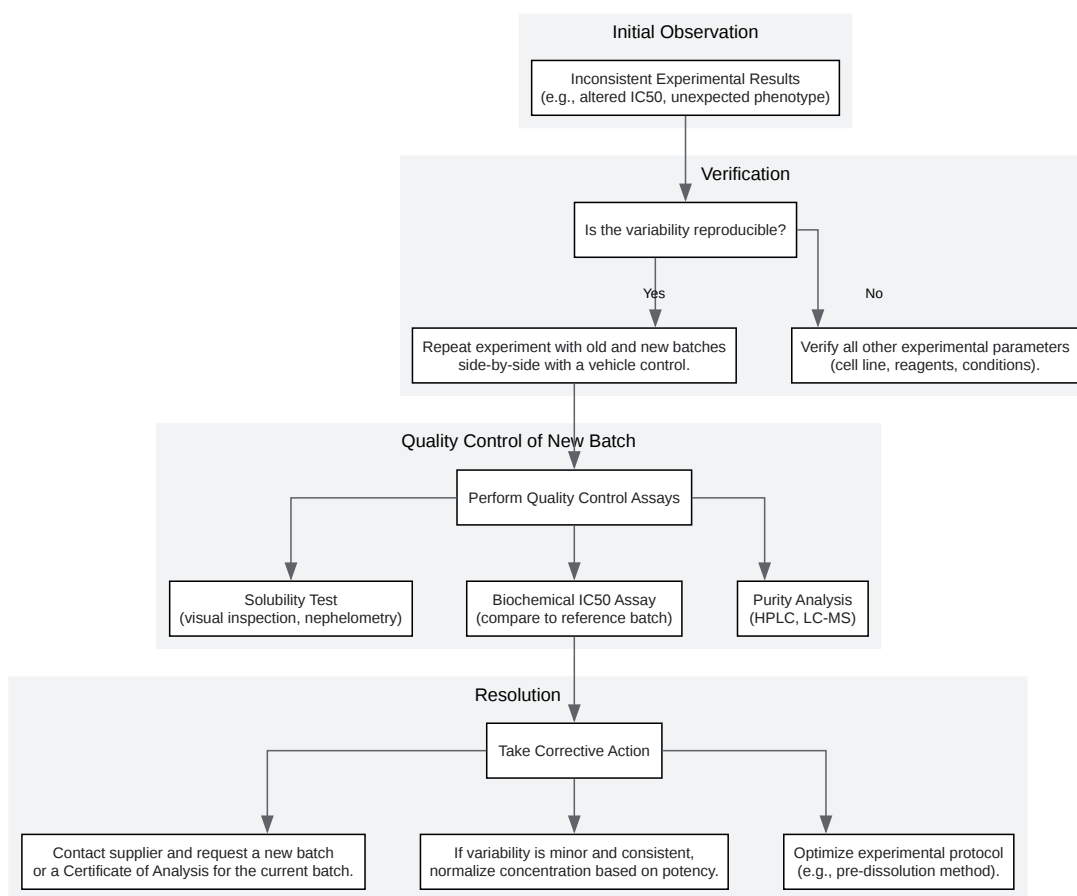 Initial Observation
Inconsistent Experimental Results
(e.g., altered IC50, unexpected phenotype)
Verification
Is the variability reproducible?
Yes
No
Repeat experiment with old and new batches
side-by-side with a vehicle control.
Verify all other experimental parameters
(cell line, reagents, conditions).
Quality Control of New Batch
Perform Quality Control Assays
Solubility Test
(visual inspection, nephelometry)
Biochemical IC50 Assay
(compare to reference batch)
Purity Analysis
(HPLC, LC-MS)
Resolution
Take Corrective Action
Contact supplier and request a new batch
or a Certificate of Analysis for the current batch.
If variability is minor and consistent,
normalize concentration based on potency.
Optimize experimental protocol
(e.g., pre-dissolution method).